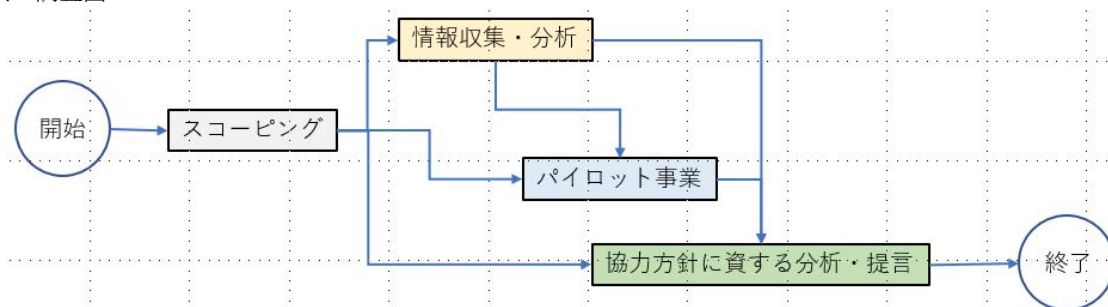 情報収集・分析
開始
スコーピング
パイロット事業
協力方針に資する分析・提言
終了